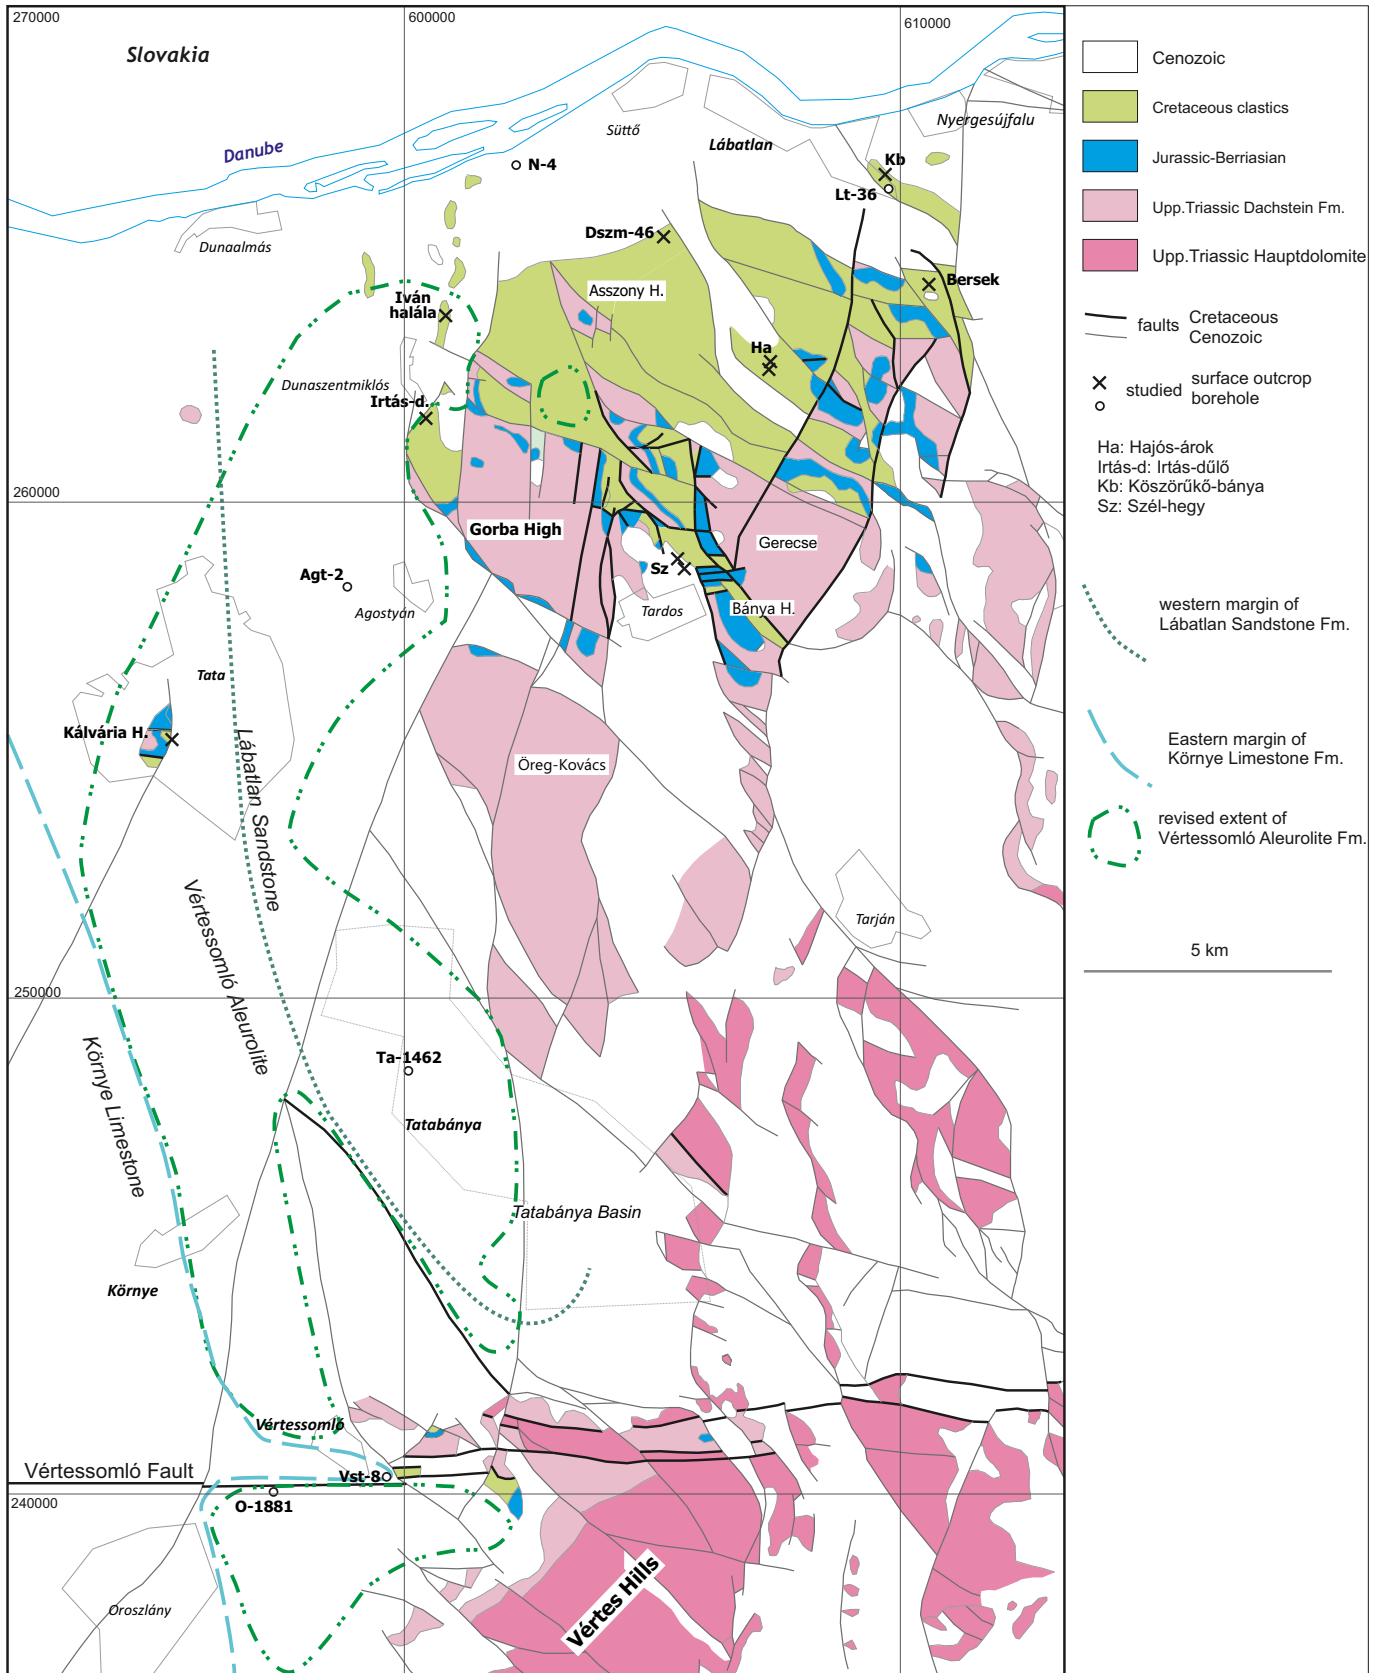 270000
600000
610000
Slovakia
Danube
Süttő
Lábatlan
Nyergesújfalu
N-4
Kb
Lt-36
Dunaalmás
Dszm-46
Asszony H.
Bersek
Iván
halála
Ha
Dunaszentmiklós
Irtás-d.
260000
Gorba High
Gerecse
Agt-2
Sz
Agostyán
Tardos
Bánya H.
Tata
Kálvária H.
Öreg-Kovács
Lábatlan Sandstone
Vértessomló Aleurolite
Tarján
250000
Környe Limestone
Ta-1462
Tatabánya
Tatabánya Basin
Környe
Vértessomló
Vértessomló Fault
Vst-8
240000
O-1881
Oroszlány
Vértes Hills
Cenozoic
Cretaceous clastics
Jurassic-Berriasian
Upp.Triassic Dachstein Fm.
Upp.Triassic Hauptdolomite
faults Cretaceous
Cenozoic
studied surface outcrop
borehole
Ha: Hajós-árok
Irtás-d: Irtás-dűlő
Kb: Köszörűkő-bánya
Sz: Szél-hegy
western margin of
Lábatlan Sandstone Fm.
Eastern margin of
Környe Limestone Fm.
revised extent of
Vértessomló Aleurolite Fm.
5 km